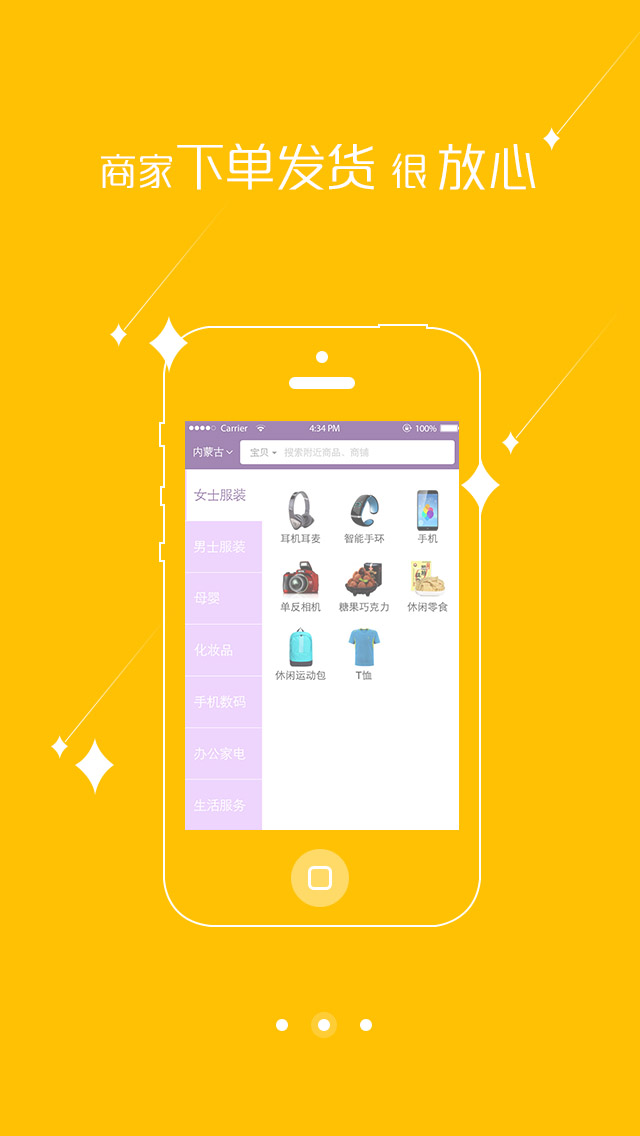 商家下单发货 很放心
Carrier 4:34 PM 100%
内蒙古 宝贝 搜索附近商品、商铺
女士服装
男士服装
母婴
化妆品
手机数码
办公家电
生活服务
耳机耳麦 智能手环 手机
单反相机 糖果巧克力 休闲零食
休闲运动包 T恤